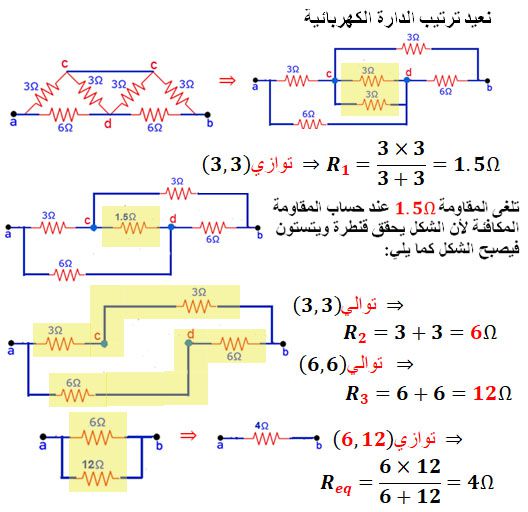 نعيد ترتيب الدارة الكهربائية
c c
3Ω 3Ω 3Ω 3Ω
a 6Ω d 6Ω b
⇒
3Ω
3Ω c 3Ω d 6Ω
a 3Ω b
6Ω
(3,3) توازي ⇒ R₁ = (3 × 3)/(3 + 3) = 1.5Ω
3Ω
3Ω c 1.5Ω d 6Ω
a b
6Ω
تلغى المقاومة 1.5Ω عند حساب المقاومة
المكافئة لأن الشكل يحقق قنطرة ويتستون
فيصبح الشكل كما يلي:
3Ω
3Ω c d 6Ω
a b
6Ω
(3,3) توالي ⇒
R₂ = 3 + 3 = 6Ω
(6,6) توالي ⇒
R₃ = 6 + 6 = 12Ω
6Ω
a b
12Ω
⇒
4Ω
a b
(6,12) توازي ⇒
Req = (6 × 12)/(6 + 12) = 4Ω